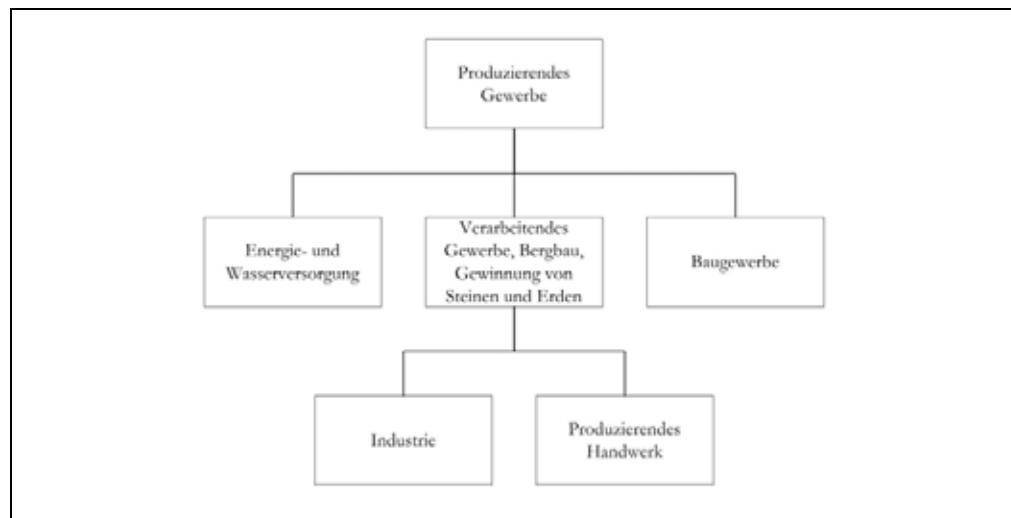 Produzierendes
Gewerbe
Energie- und
Wasserversorgung
Verarbeitendes
Gewerbe, Bergbau,
Gewinnung von
Steinen und Erden
Baugewerbe
Industrie
Produzierendes
Handwerk